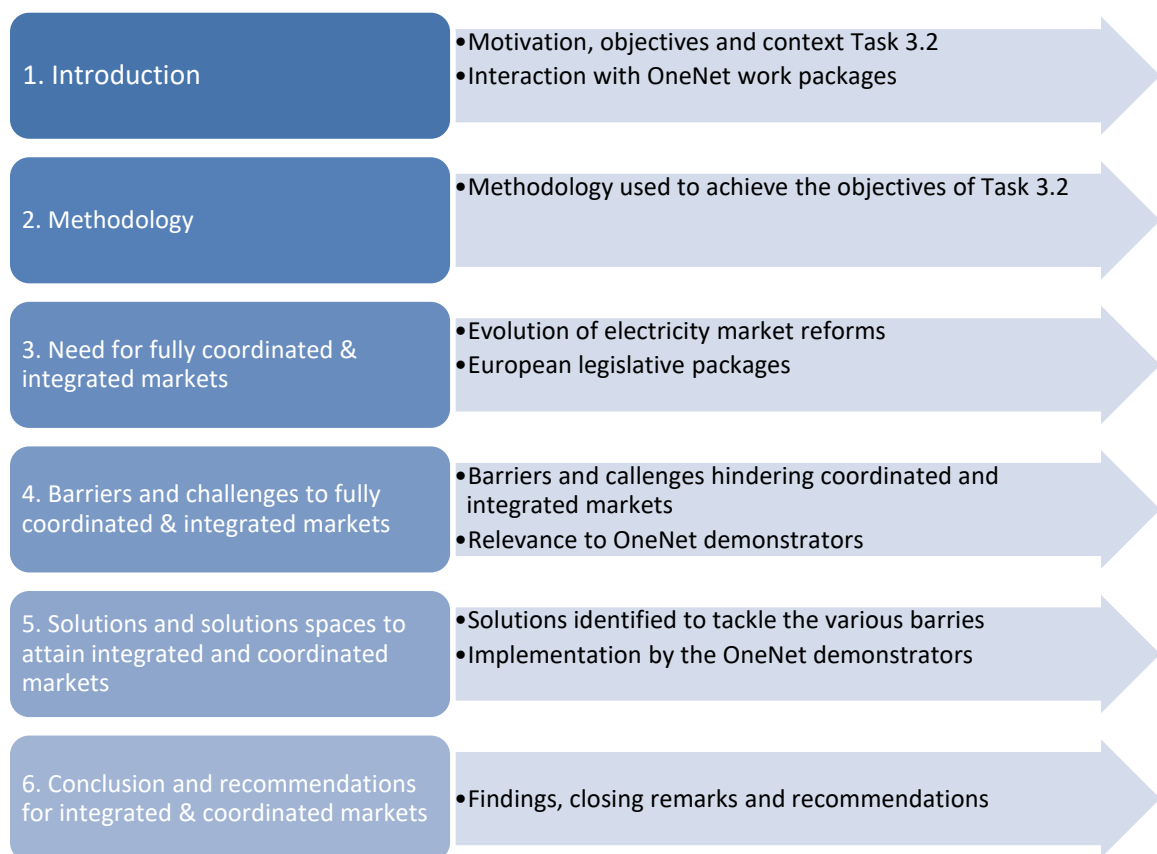 1. Introduction
•Motivation, objectives and context Task 3.2
•Interaction with OneNet work packages
2. Methodology
•Methodology used to achieve the objectives of Task 3.2
3. Need for fully coordinated &
integrated markets
•Evolution of electricity market reforms
•European legislative packages
4. Barriers and challenges to fully
coordinated & integrated markets
•Barriers and callenges hindering coordinated and
integrated markets
•Relevance to OneNet demonstrators
5. Solutions and solutions spaces to
attain integrated and coordinated
markets
•Solutions identified to tackle the various barries
•Implementation by the OneNet demonstrators
6. Conclusion and recommendations
for integrated & coordinated markets
•Findings, closing remarks and recommendations